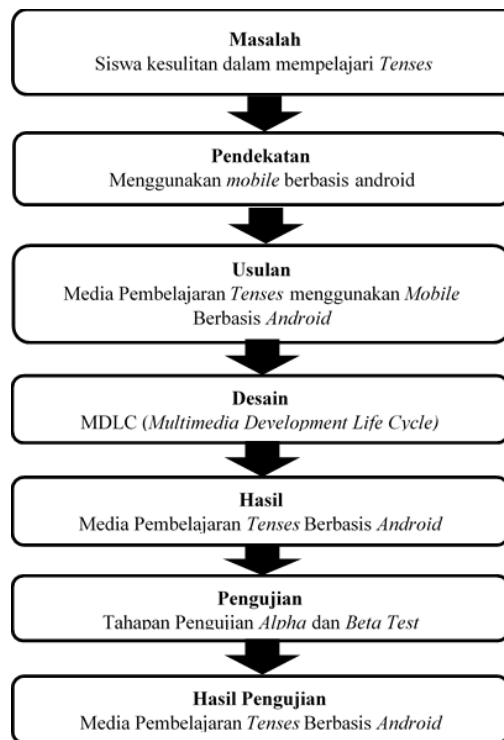 Masalah
Siswa kesulitan dalam mempelajari Tenses
Pendekatan
Menggunakan mobile berbasis android
Usulan
Media Pembelajaran Tenses menggunakan Mobile
Berbasis Android
Desain
MDLC (Multimedia Development Life Cycle)
Hasil
Media Pembelajaran Tenses Berbasis Android
Pengujian
Tahapan Pengujian Alpha dan Beta Test
Hasil Pengujian
Media Pembelajaran Tenses Berbasis Android